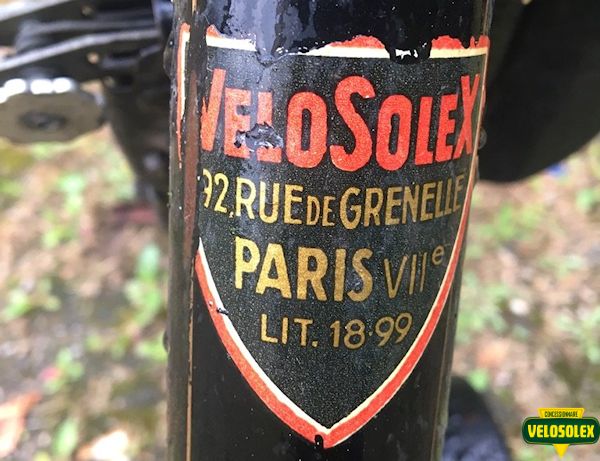 VELOSOLEX
92, RUE DE GRENELLE
PARIS VIIe
LIT. 18-99
CONCESSIONNAIRE
VELOSOLEX